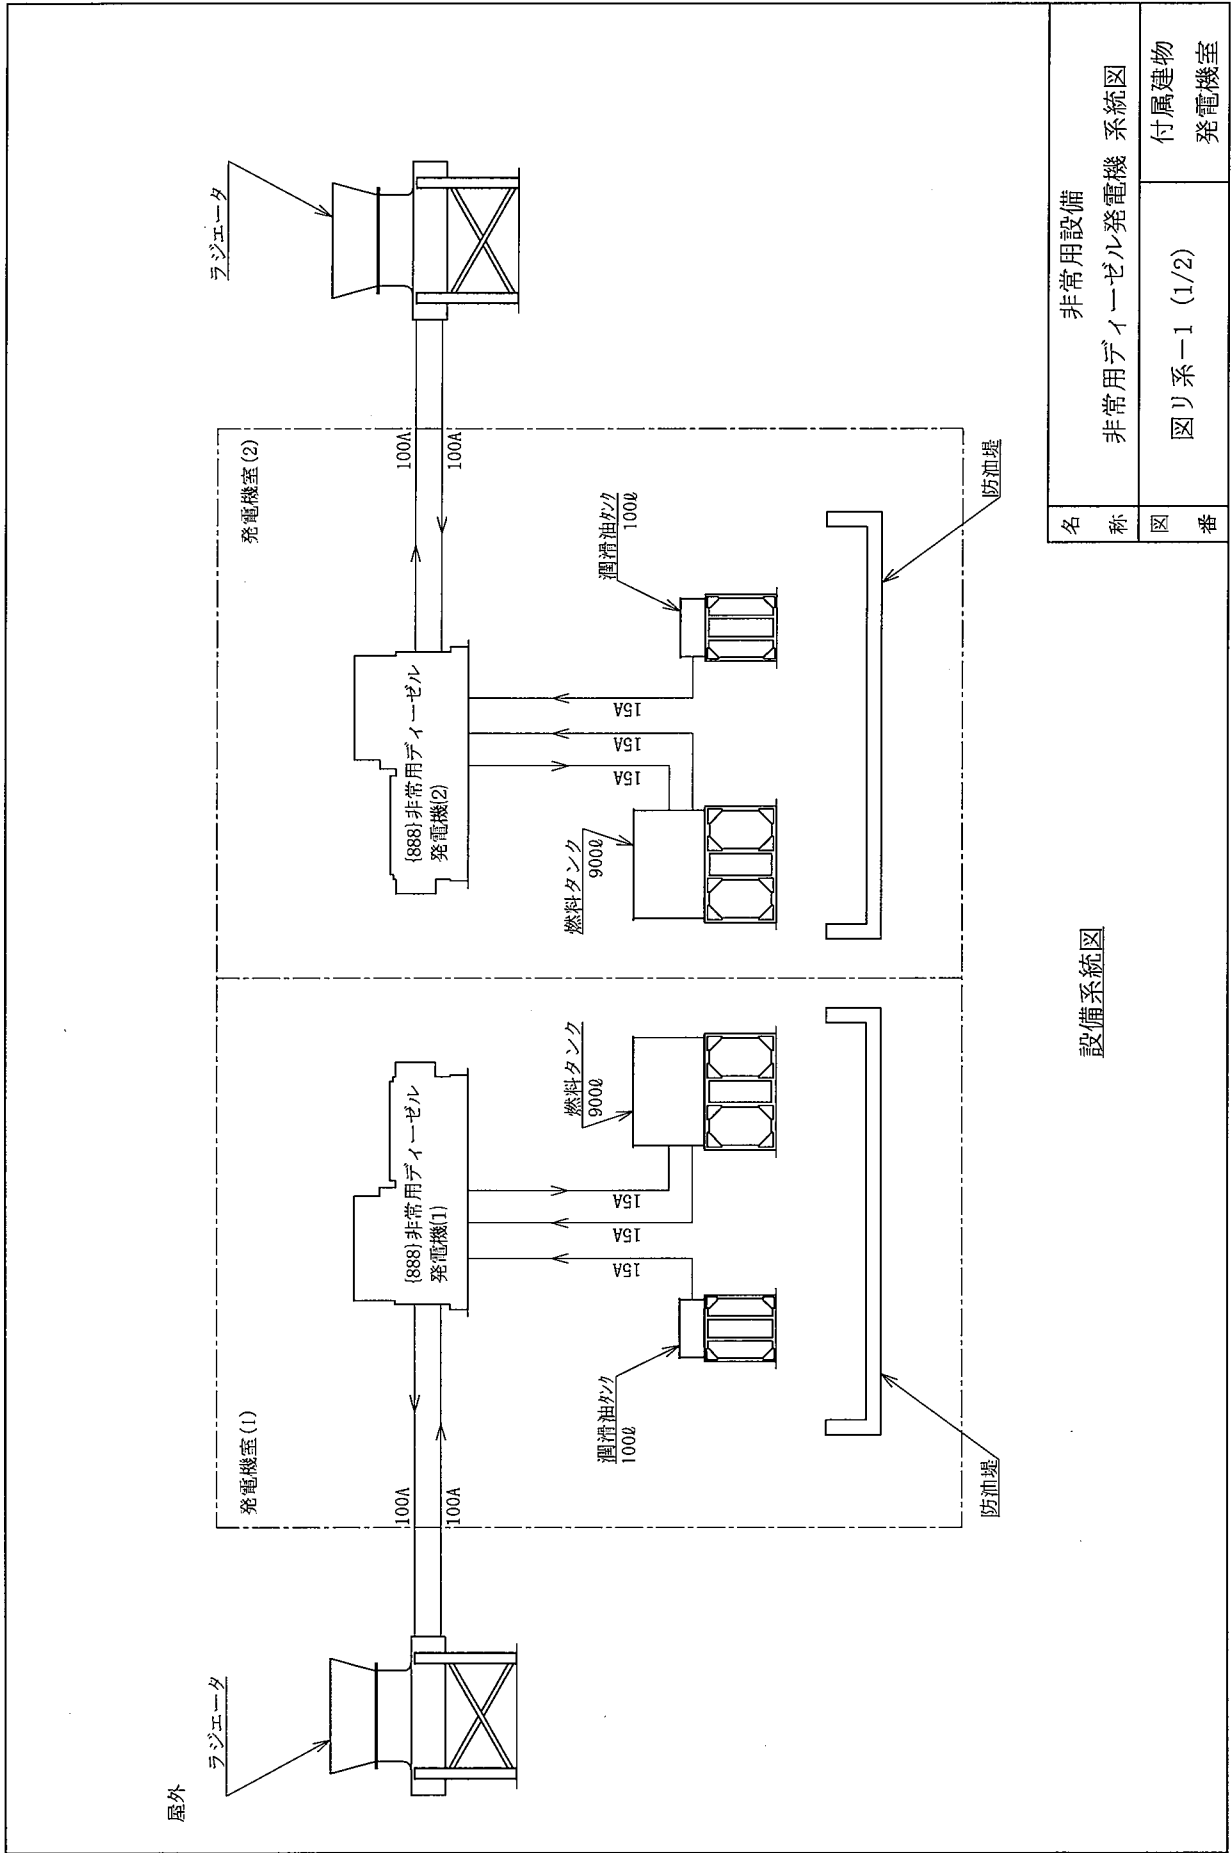 屋外
ラジエータ
ラジエータ
発電機室(1)
発電機室(2)
100A
100A
100A
100A
{888}非常用ディーゼル
発電機(1)
{888}非常用ディーゼル
発電機(2)
15A
15A
15A
15A
15A
15A
潤滑油タンク
100ℓ
燃料タンク
900ℓ
燃料タンク
900ℓ
潤滑油タンク
100ℓ
防油堤
防油堤
設備系統図
名称
非常用設備
非常用ディーゼル発電機 系統図
図番
図リ系－1 (1/2)
付属建物
発電機室